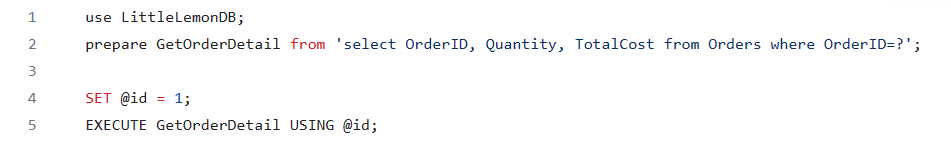 1 use LittleLemonDB;
2 prepare GetOrderDetail from 'select OrderID, Quantity, TotalCost from Orders where OrderID=?';
3
4 SET @id = 1;
5 EXECUTE GetOrderDetail USING @id;